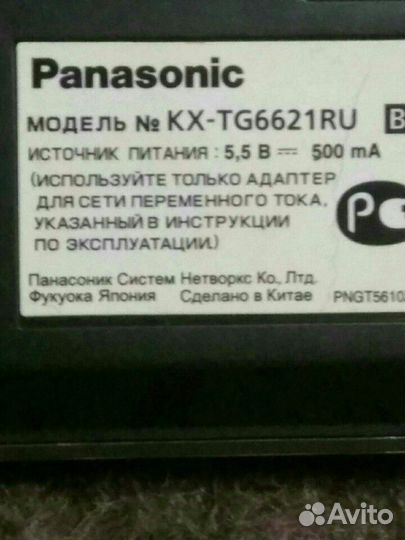 Panasonic
МОДЕЛЬ № KX-TG6621RU B
ИСТОЧНИК ПИТАНИЯ : 5,5 В ⎓ 500 mA
(ИСПОЛЬЗУЙТЕ ТОЛЬКО АДАПТЕР
ДЛЯ СЕТИ ПЕРЕМЕННОГО ТОКА,
УКАЗАННЫЙ В ИНСТРУКЦИИ
ПО ЭКСПЛУАТАЦИИ.)
Панасоник Систем Нетворкс Ко., Лтд.
Фукуока Япония Сделано в Китае PNGT5610
Avito